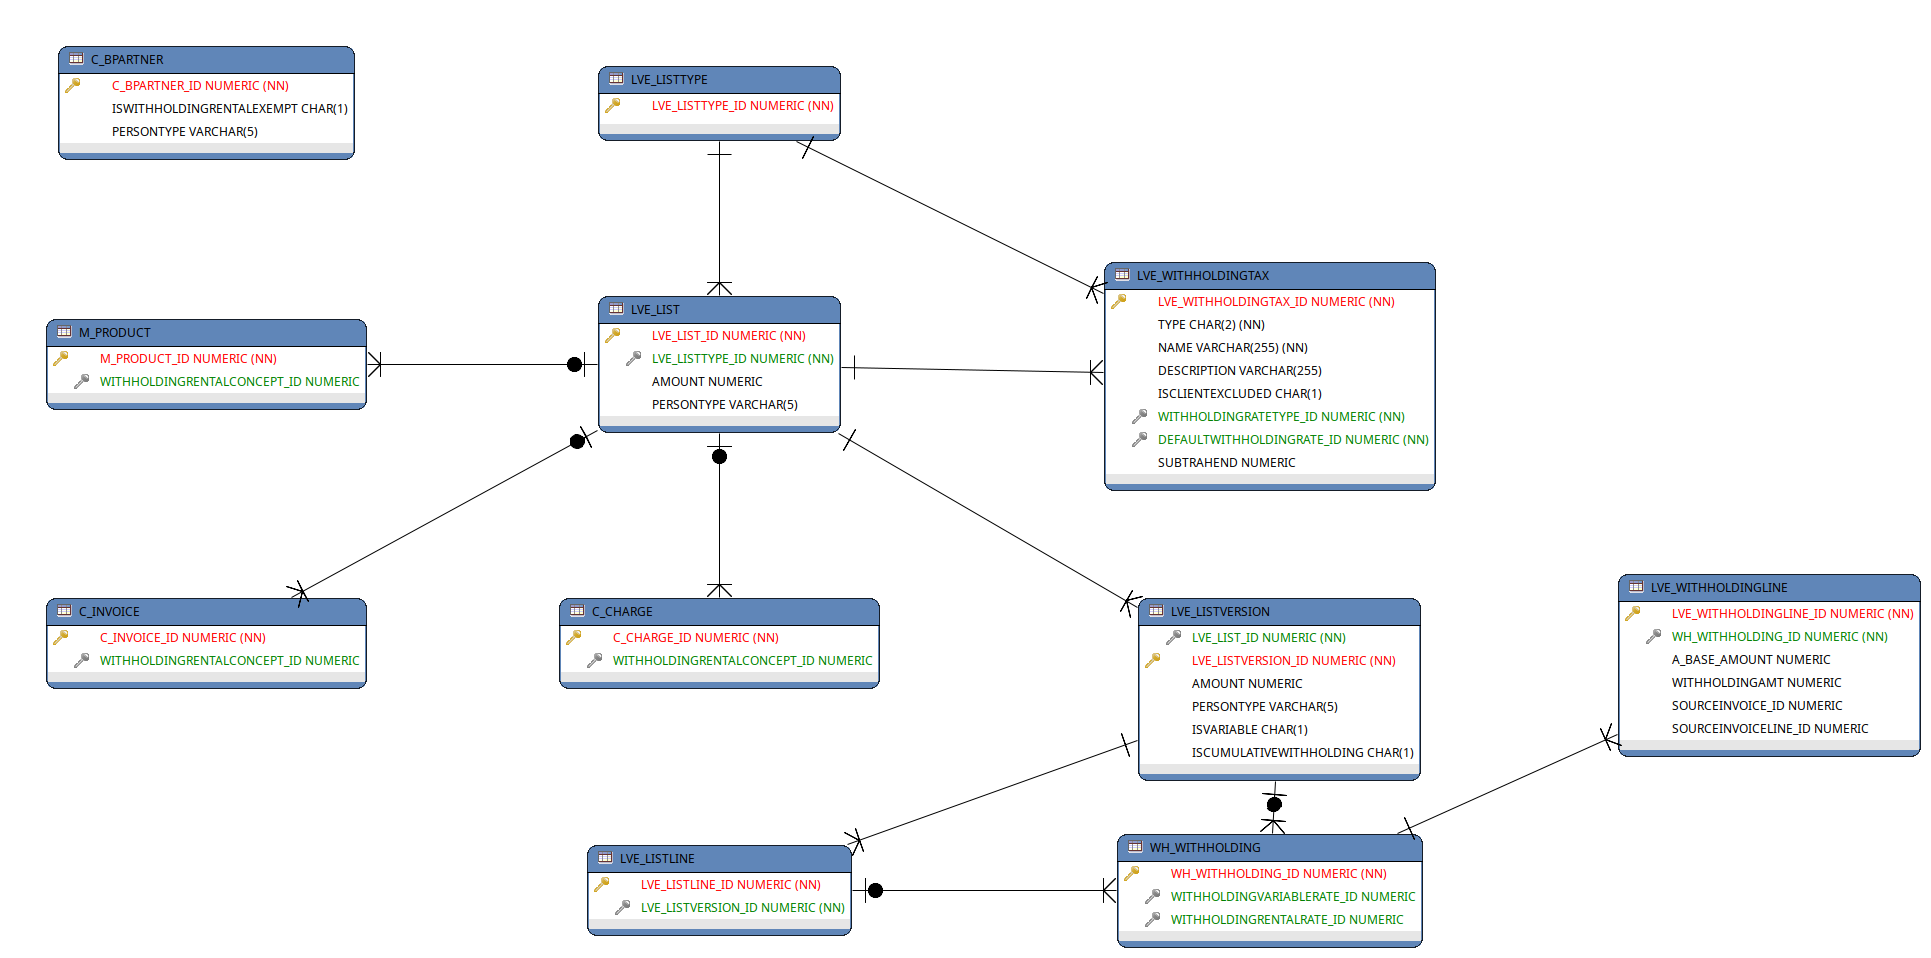 C_BPARTNER
C_BPARTNER_ID NUMERIC (NN)
ISWITHHOLDINGRENTALEXEMPT CHAR(1)
PERSONTYPE VARCHAR(5)
LVE_LISTTYPE
LVE_LISTTYPE_ID NUMERIC (NN)
LVE_WITHHOLDINGTAX
LVE_WITHHOLDINGTAX_ID NUMERIC (NN)
TYPE CHAR(2) (NN)
NAME VARCHAR(255) (NN)
DESCRIPTION VARCHAR(255)
ISCLIENTEXCLUDED CHAR(1)
WITHHOLDINGRATETYPE_ID NUMERIC (NN)
DEFAULTWITHHOLDINGRATE_ID NUMERIC (NN)
SUBTRAHEND NUMERIC
LVE_LIST
LVE_LIST_ID NUMERIC (NN)
LVE_LISTTYPE_ID NUMERIC (NN)
AMOUNT NUMERIC
PERSONTYPE VARCHAR(5)
M_PRODUCT
M_PRODUCT_ID NUMERIC (NN)
WITHHOLDINGRENTALCONCEPT_ID NUMERIC
C_INVOICE
C_INVOICE_ID NUMERIC (NN)
WITHHOLDINGRENTALCONCEPT_ID NUMERIC
C_CHARGE
C_CHARGE_ID NUMERIC (NN)
WITHHOLDINGRENTALCONCEPT_ID NUMERIC
LVE_LISTVERSION
LVE_LIST_ID NUMERIC (NN)
LVE_LISTVERSION_ID NUMERIC (NN)
AMOUNT NUMERIC
PERSONTYPE VARCHAR(5)
ISVARIABLE CHAR(1)
ISCUMULATIVEWITHHOLDING CHAR(1)
LVE_WITHHOLDINGLINE
LVE_WITHHOLDINGLINE_ID NUMERIC (NN)
WH_WITHHOLDING_ID NUMERIC (NN)
A_BASE_AMOUNT NUMERIC
WITHHOLDINGAMT NUMERIC
SOURCEINVOICE_ID NUMERIC
SOURCEINVOICELINE_ID NUMERIC
LVE_LISTLINE
LVE_LISTLINE_ID NUMERIC (NN)
LVE_LISTVERSION_ID NUMERIC (NN)
WH_WITHHOLDING
WH_WITHHOLDING_ID NUMERIC (NN)
WITHHOLDINGVARIABLERATE_ID NUMERIC
WITHHOLDINGRENTALRATE_ID NUMERIC